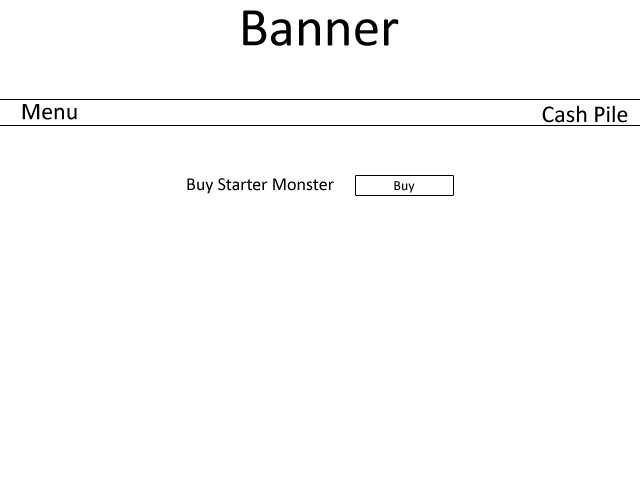 Banner
Menu
Cash Pile
Buy Starter Monster
Buy